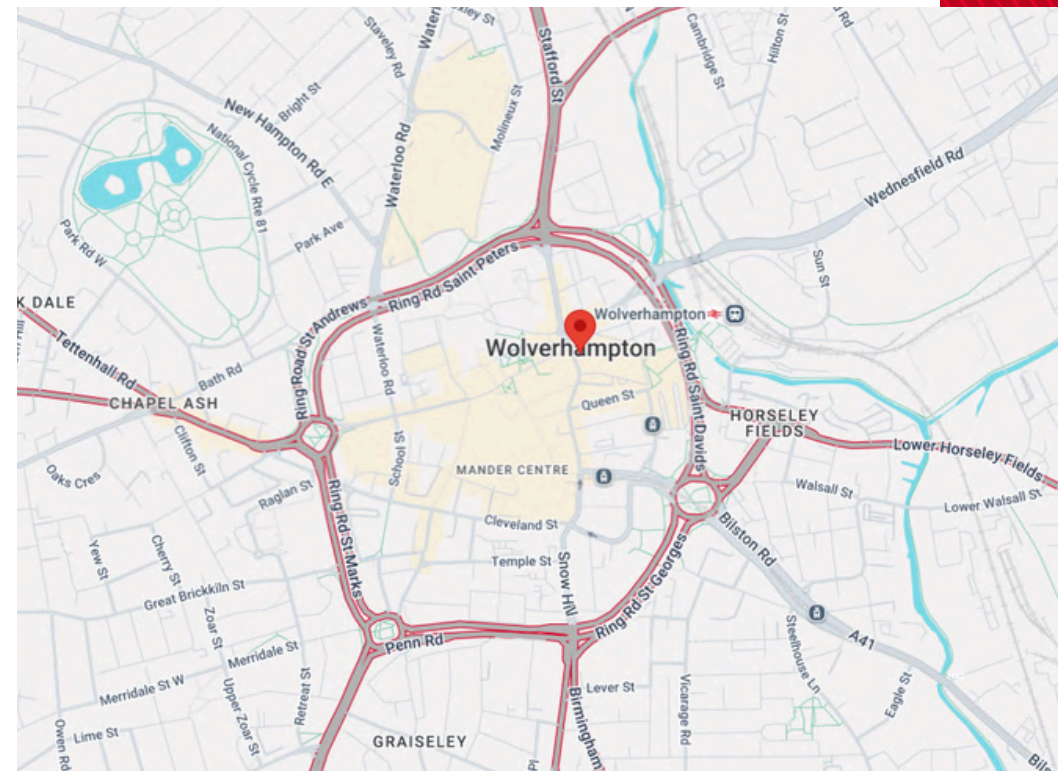 Staveley Rd
Stafford St
Cambridge St
Hilton St
Bright St
Molineux St
New Hampton Rd E
Waterloo Rd
National Cycle Rte 81
Wednesfield Rd
Park Ave
Park Rd W
Sun St
Ring Rd Saint Peters
K DALE
Wolverhampton
Ring Road St Andrews
Waterloo Rd
Wolverhampton
Tettenhall Rd
Bath Rd
Ring Rd Saint Davids
CHAPEL ASH
Queen St
HORSELEY
FIELDS
Clifton St
School St
Lower Horseley Fields
Oaks Cres
MANDER CENTRE
Raglan St
Walsall St
Lower Walsall St
Ring Rd St Marks
Cleveland St
Bilston Rd
Yew St
Cherry St
Temple St
Snow Hill
Ring Rd St Georges
Great Brickkiln St
Zoar St
Penn Rd
A41
Steelhouse Ln
Merridale St
Merridale St W
Upper Zoar St
Retreat St
Lever St
Vicarage Rd
Eagle St
Birmingham
Owen Rd
Lime St
GRAISELEY
Pl